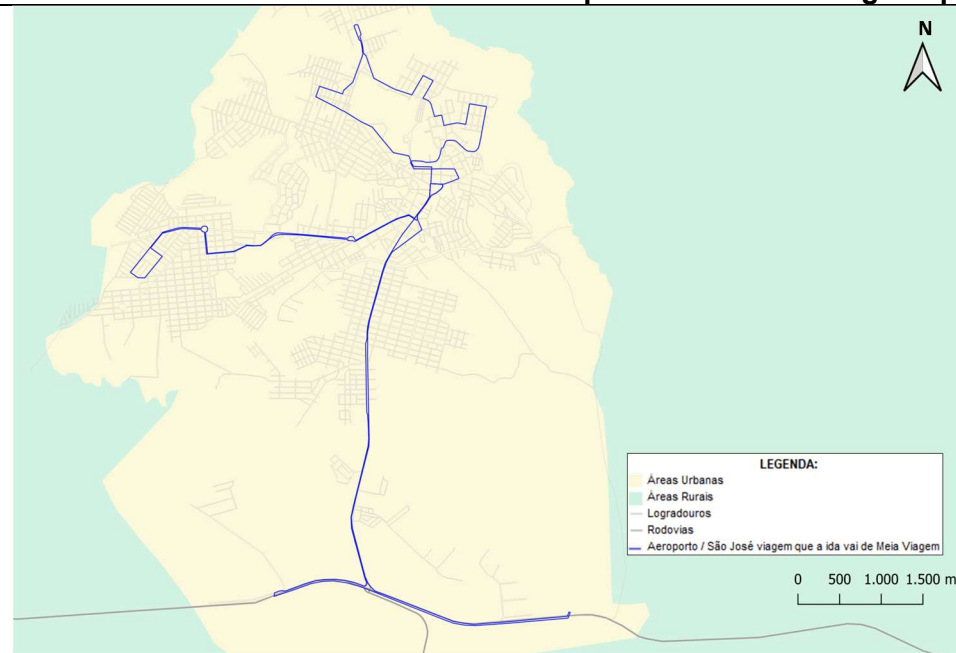 N
LEGENDA:
Áreas Urbanas
Áreas Rurais
Logradouros
Rodovias
Aeroporto / São José viagem que a ida vai de Meia Viagem
0 500 1.000 1.500 m